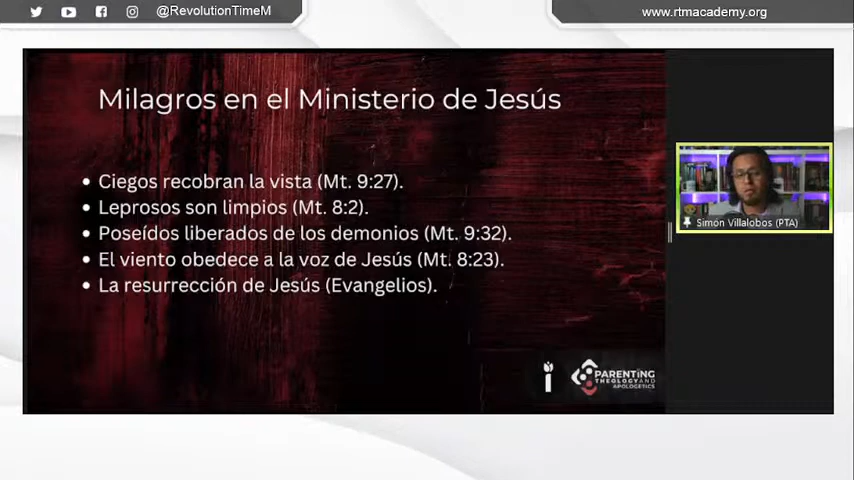 @RevolutionTimeM
www.rtmacademy.org
Milagros en el Ministerio de Jesús
• Ciegos recobran la vista (Mt. 9:27).
• Leprosos son limpios (Mt. 8:2).
• Poseídos liberados de los demonios (Mt. 9:32).
• El viento obedece a la voz de Jesús (Mt. 8:23).
• La resurrección de Jesús (Evangelios).
Simón Villalobos (PTA)
PARENTING
THEOLOGY AND
APOLOGETICS